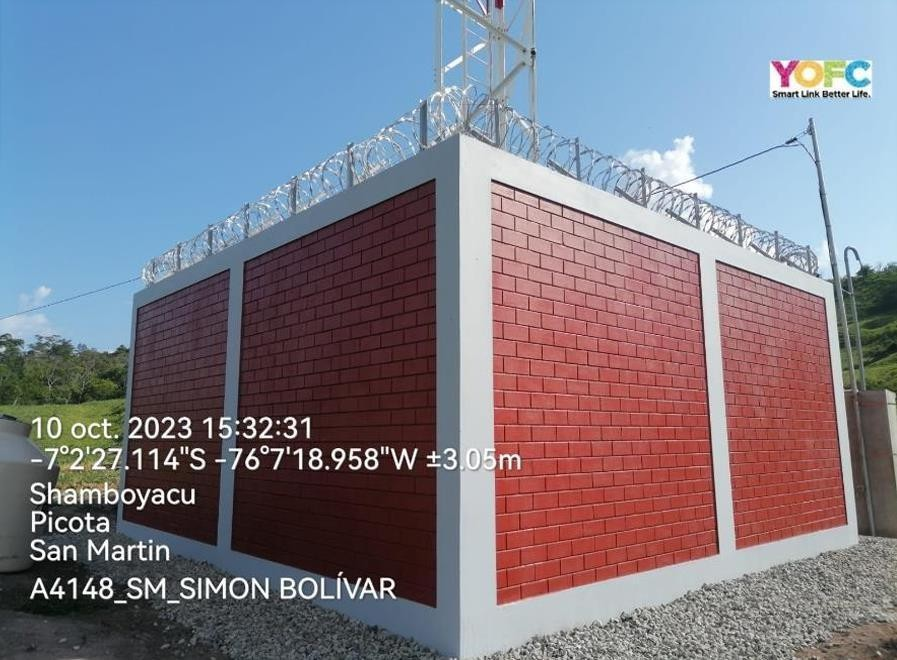 YOFC
Smart Link Better Life.
10 oct. 2023 15:32:31
-7°2'27.114"S -76°7'18.958"W ±3.05m
Shamboyacu
Picota
San Martin
A4148_SM_SIMON BOLÍVAR